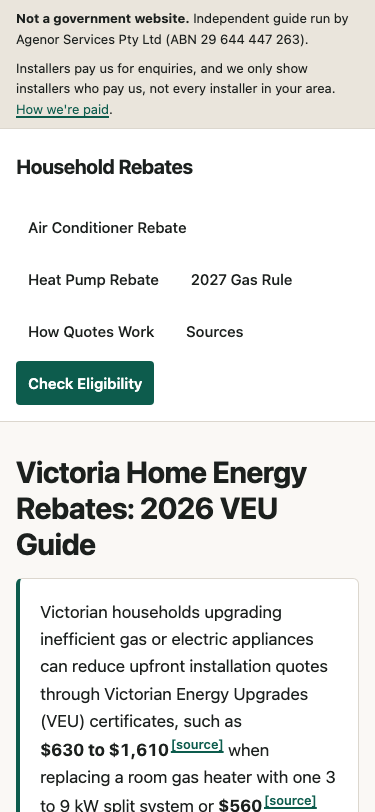 Not a government website. Independent guide run by
Agenor Services Pty Ltd (ABN 29 644 447 263).
Installers pay us for enquiries, and we only show
installers who pay us, not every installer in your area.
How we're paid.
Household Rebates
Air Conditioner Rebate
Heat Pump Rebate 2027 Gas Rule
How Quotes Work Sources
Check Eligibility
Victoria Home Energy
Rebates: 2026 VEU
Guide
Victorian households upgrading
inefficient gas or electric appliances
can reduce upfront installation quotes
through Victorian Energy Upgrades
(VEU) certificates, such as
$630 to $1,610 [source] when
replacing a room gas heater with one 3
to 9 kW split system or $560 [source]